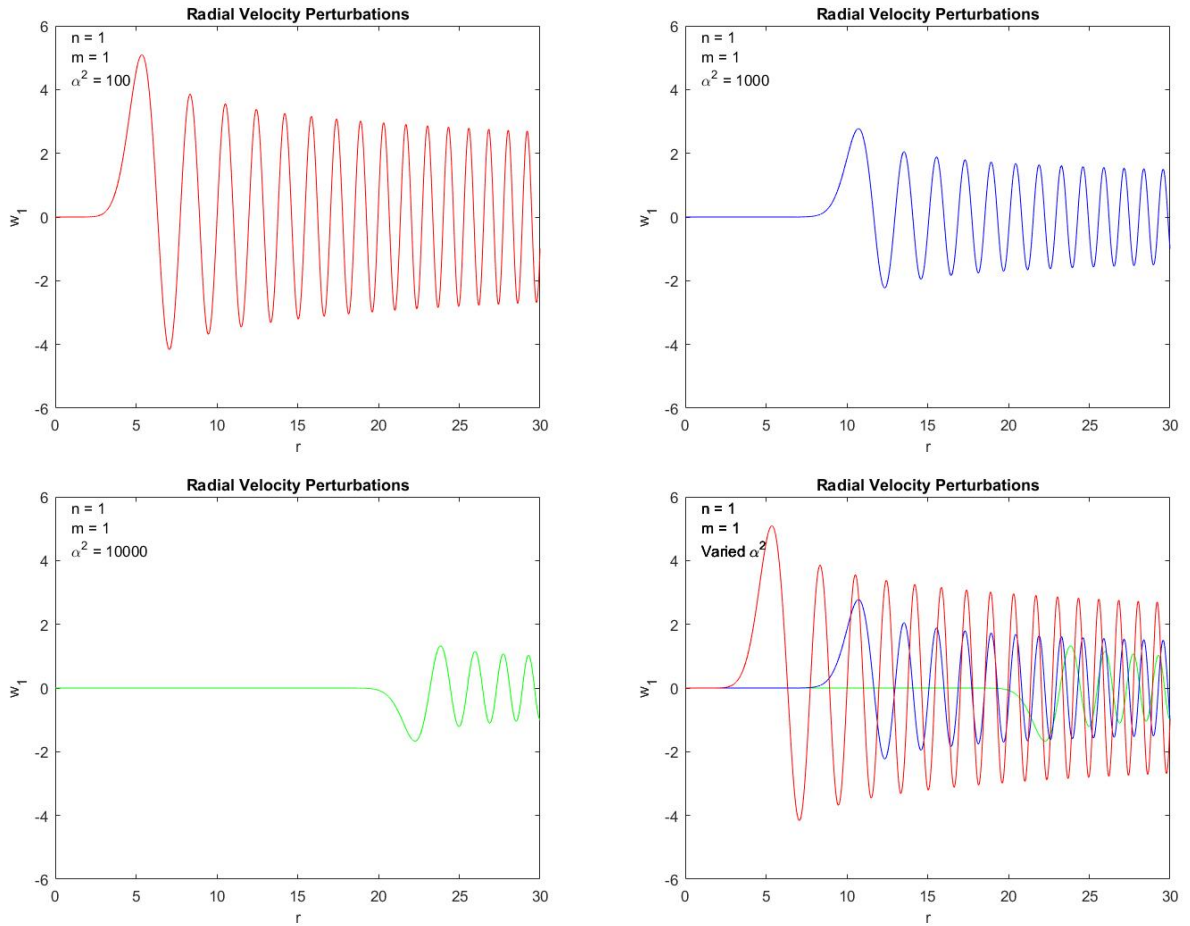 Radial Velocity Perturbations
n = 1
m = 1
α² = 100
6
4
2
0
-2
-4
-6
w₁
0 5 10 15 20 25 30
r
Radial Velocity Perturbations
n = 1
m = 1
α² = 1000
6
4
2
0
-2
-4
-6
w₁
0 5 10 15 20 25 30
r
Radial Velocity Perturbations
n = 1
m = 1
α² = 10000
6
4
2
0
-2
-4
-6
w₁
0 5 10 15 20 25 30
r
Radial Velocity Perturbations
n = 1
m = 1
Varied α²
6
4
2
0
-2
-4
-6
w₁
0 5 10 15 20 25 30
r